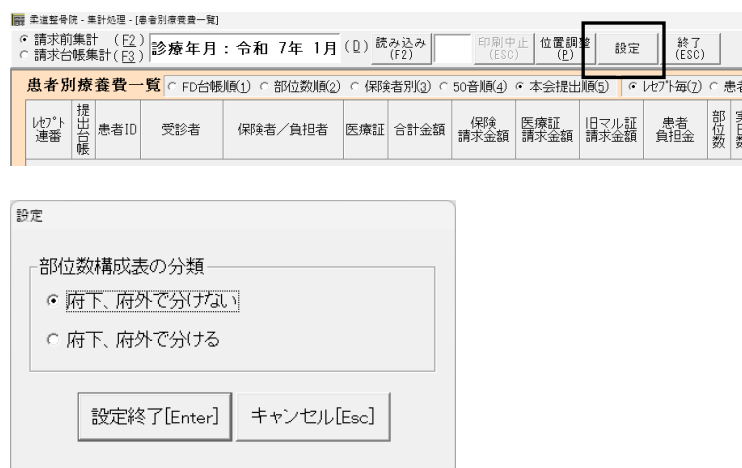 柔道整骨院 - 集計処理 - [患者別療養費一覧]
請求前集計 (F2)
請求台帳集計(F3)
診療年月：令和 7年 1月 (D)
読み込み (F2)
印刷中止 (ESC)
位置調整 (P)
設定
終了 (ESC)
患者別療養費一覧 FD台帳順(1) 部位数順(2) 保険者別(3) 50音順(4) 本会提出順(5) ﾚｾﾌﾟﾄ毎(7) 患者
ﾚｾﾌﾟﾄ連番 提出台帳 患者ID 受診者 保険者／負担者 医療証 合計金額 保険請求金額 医療証請求金額 旧マル証請求金額 患者負担金 部位数 実日数
設定
部位数構成表の分類
府下、府外で分けない
府下、府外で分ける
設定終了[Enter] キャンセル[Esc]